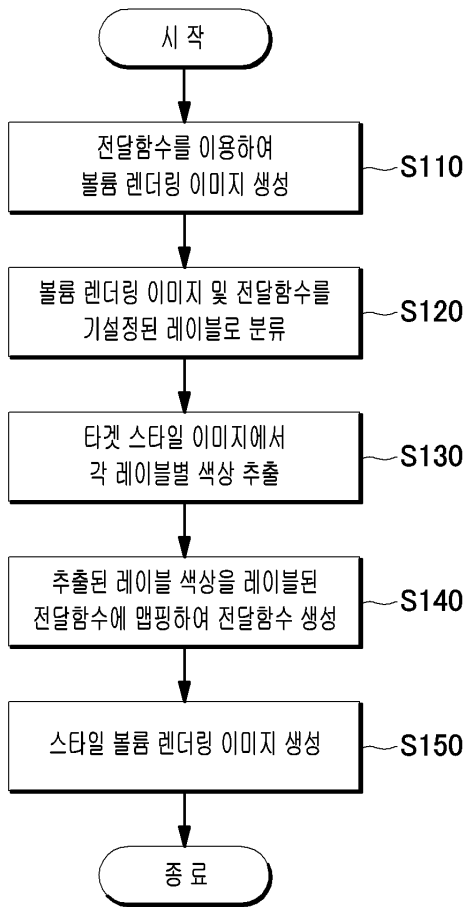 시 작
전달함수를 이용하여
볼륨 렌더링 이미지 생성
S110
볼륨 렌더링 이미지 및 전달함수를
기설정된 레이블로 분류
S120
타겟 스타일 이미지에서
각 레이블별 색상 추출
S130
추출된 레이블 색상을 레이블된
전달함수에 맵핑하여 전달함수 생성
S140
스타일 볼륨 렌더링 이미지 생성
S150
종 료